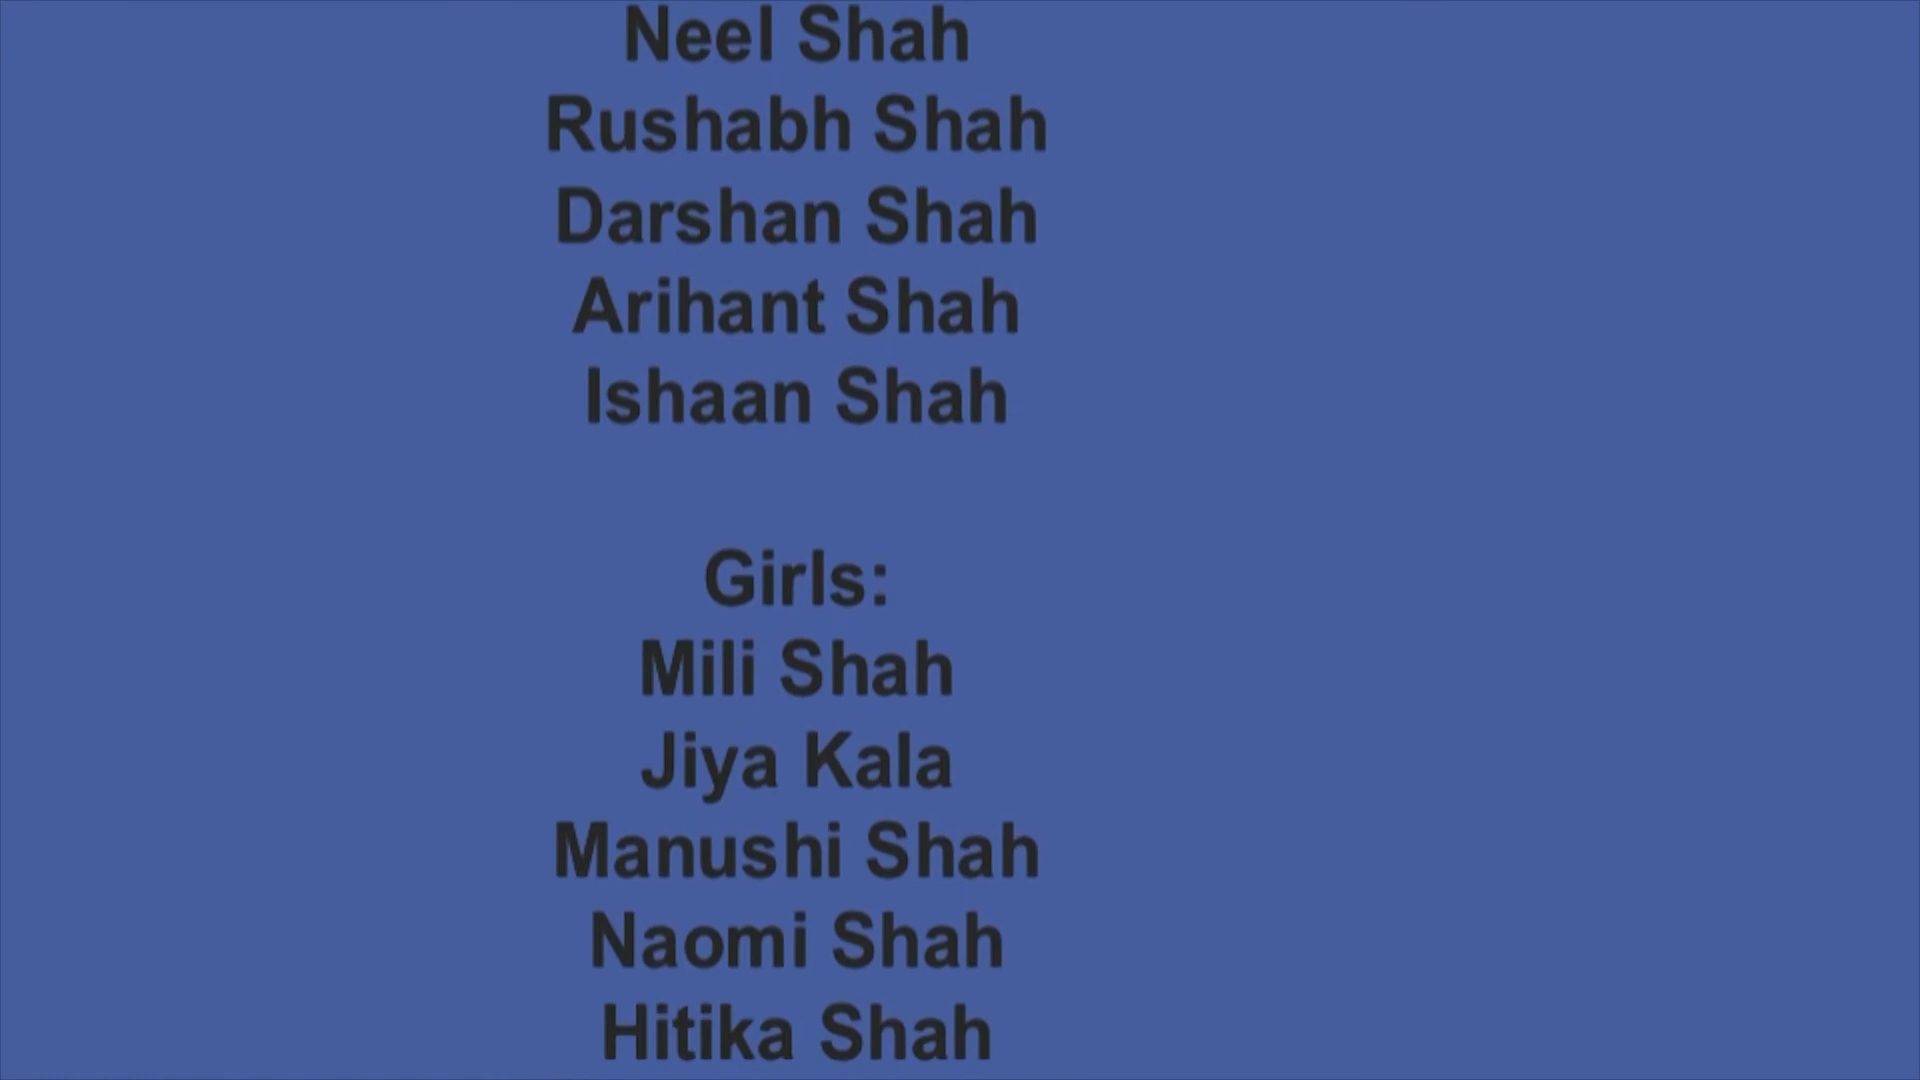 Neel Shah
Rushabh Shah
Darshan Shah
Arihant Shah
Ishaan Shah
Girls:
Mili Shah
Jiya Kala
Manushi Shah
Naomi Shah
Hitika Shah